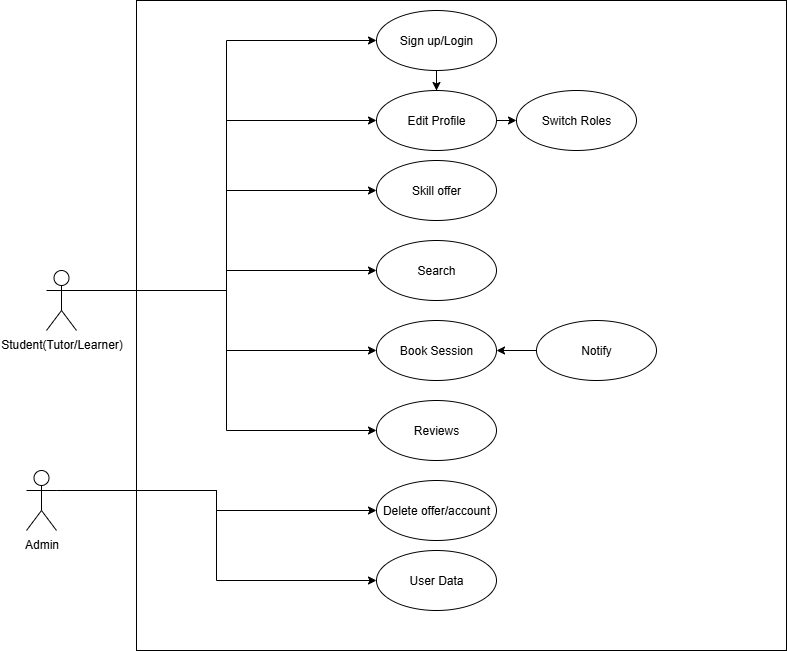 Sign up/Login
Edit Profile
Switch Roles
Skill offer
Search
Student(Tutor/Learner)
Book Session
Notify
Reviews
Delete offer/account
Admin
User Data